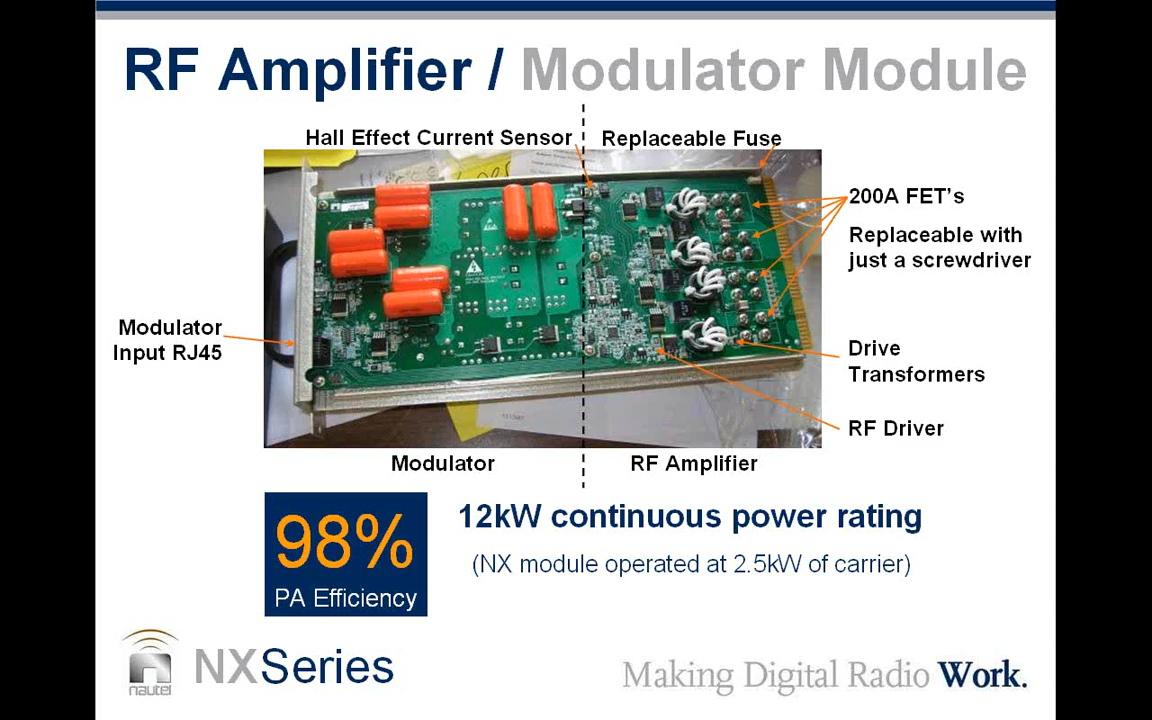 RF Amplifier / Modulator Module
Hall Effect Current Sensor
Replaceable Fuse
200A FET's
Replaceable with
just a screwdriver
Modulator
Input RJ45
Drive
Transformers
RF Driver
Modulator
RF Amplifier
98%
PA Efficiency
12kW continuous power rating
(NX module operated at 2.5kW of carrier)
nautel
NXSeries
Making Digital Radio Work.